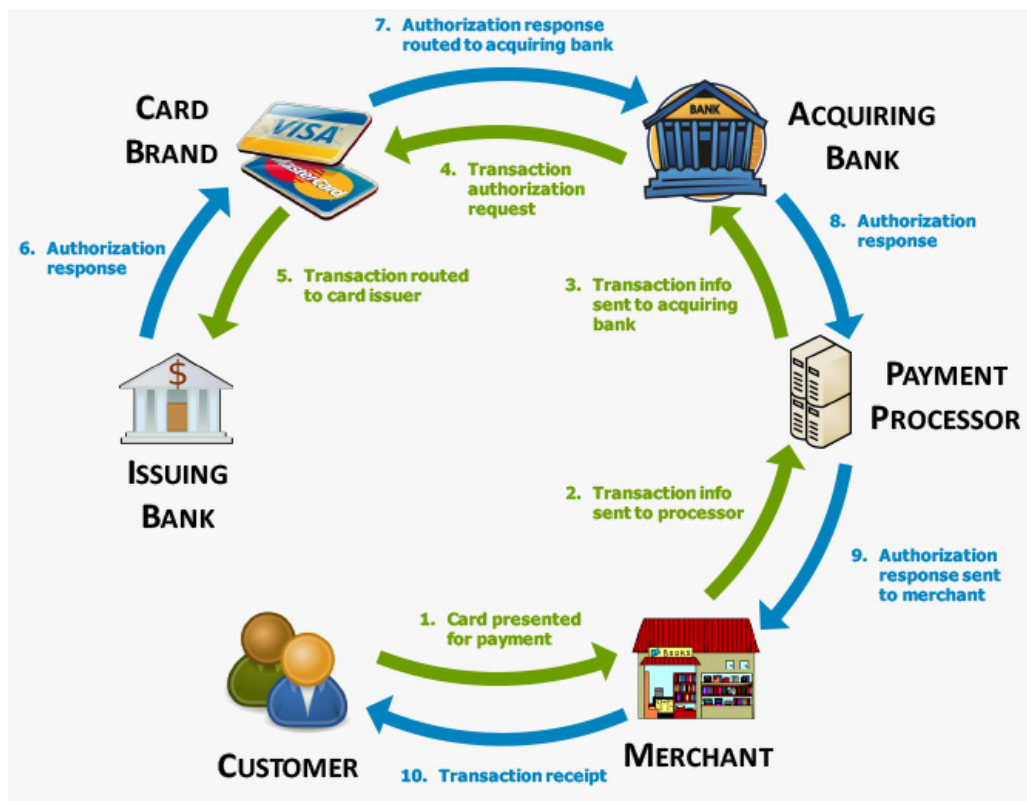 7. Authorization response
routed to acquiring bank
CARD
BRAND
VISA
MasterCard
BANK
ACQUIRING
BANK
4. Transaction
authorization
request
6. Authorization
response
5. Transaction routed
to card issuer
8. Authorization
response
3. Transaction info
sent to acquiring
bank
$
ISSUING
BANK
PAYMENT
PROCESSOR
2. Transaction info
sent to processor
9. Authorization
response sent
to merchant
1. Card presented
for payment
BOOKS
CUSTOMER
10. Transaction receipt
MERCHANT